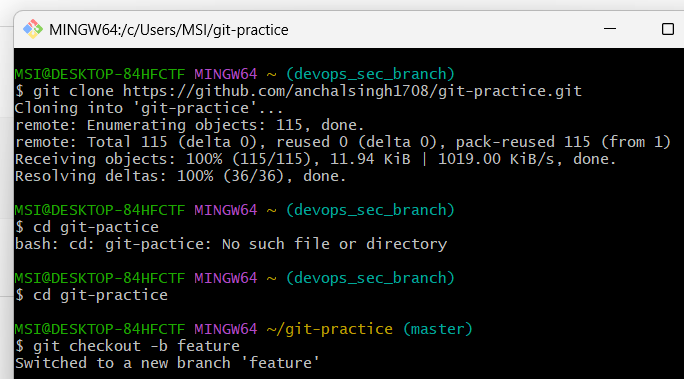 MINGW64:/c/Users/MSI/git-practice
MSI@DESKTOP-84HFCTF MINGW64 ~ (devops_sec_branch)
$ git clone https://github.com/anchalsingh1708/git-practice.git
Cloning into 'git-practice'...
remote: Enumerating objects: 115, done.
remote: Total 115 (delta 0), reused 0 (delta 0), pack-reused 115 (from 1)
Receiving objects: 100% (115/115), 11.94 KiB | 1019.00 KiB/s, done.
Resolving deltas: 100% (36/36), done.
MSI@DESKTOP-84HFCTF MINGW64 ~ (devops_sec_branch)
$ cd git-pactice
bash: cd: git-pactice: No such file or directory
MSI@DESKTOP-84HFCTF MINGW64 ~ (devops_sec_branch)
$ cd git-practice
MSI@DESKTOP-84HFCTF MINGW64 ~/git-practice (master)
$ git checkout -b feature
Switched to a new branch 'feature'